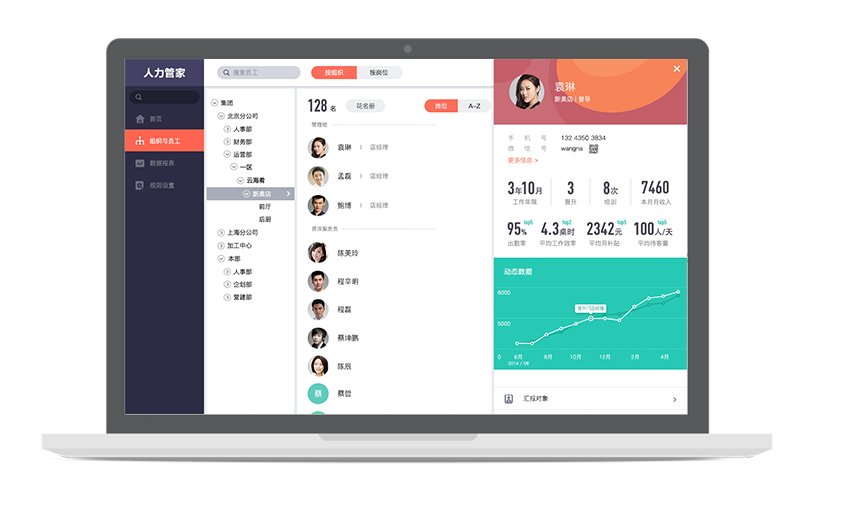 人力管家
搜索员工
按组织
按岗位
首页
组织与员工
数据报表
规则设置
集团
北京分公司
人事部
财务部
运营部
一区
云海肴
新奥店
前厅
后厨
上海分公司
加工中心
本部
人事部
企划部
营建部
128 名
花名册
岗位
A-Z
管理组
袁琳
店经理
孟磊
店经理
鲍博
店经理
资深服务员
陈美玲
程辛明
程磊
蔡坤鹏
陈辰
蔡
蔡哲
袁琳
新奥店 | 督导
手 机 号 132 4350 3834
微 信 号 wangna
更多信息 >
3年10月
工作年限
3
晋升
8次
培训
7460
本月月收入
95% top5
出勤率
4.3桌时 top2
平均工作效率
2342元 top5
平均月补贴
100人/天 top5
平均待客量
动态数据
8000
5000
0
6月
8月
10月
12月
3月
4月
2014 / 06
汇报对象